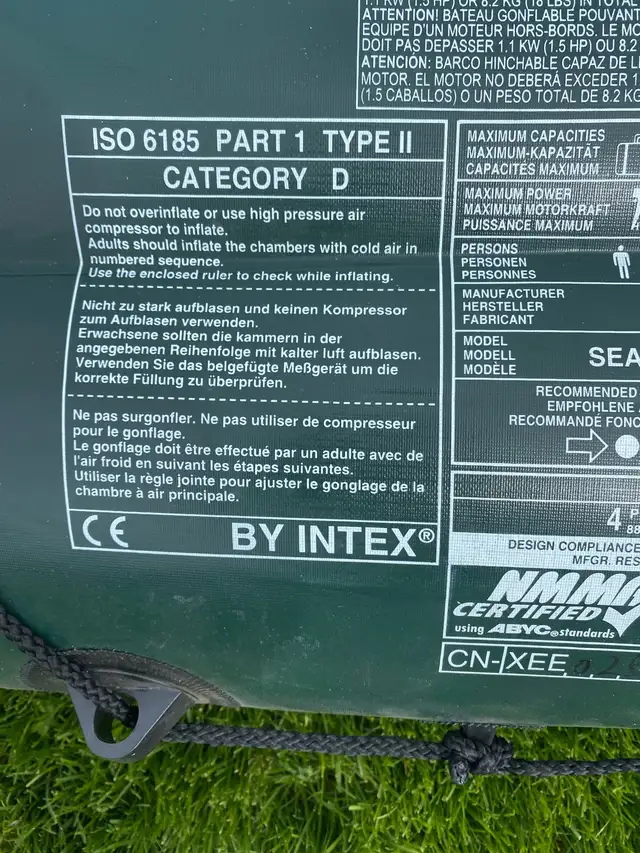 1.1 KW (1.5 HP) OR 8.2 KG (18 LBS) IN TOTAL
ATTENTION! BATEAU GONFLABLE POUVANT
EQUIPE D'UN MOTEUR HORS-BORDS. LE MO
DOIT PAS DEPASSER 1.1 KW (1.5 HP) OU 8.2
ATENCIÓN: BARCO HINCHABLE CAPAZ DE
MOTOR. EL MOTOR NO DEBERÁ EXCEDER 1
(1.5 CABALLOS) O UN PESO TOTAL DE 8.2 KG
ISO 6185 PART 1 TYPE II
CATEGORY D
Do not overinflate or use high pressure air
compressor to inflate.
Adults should inflate the chambers with cold air in
numbered sequence.
Use the enclosed ruler to check while inflating.
Nicht zu stark aufblasen und keinen Kompressor
zum Aufblasen verwenden.
Erwachsene sollten die kammern in der
angegebenen Reihenfolge mit kalter luft aufblasen.
Verwenden Sie das belgefügte Meßgerät um die
korrekte Füllung zu überprüfen.
Ne pas surgonfler. Ne pas utiliser de compresseur
pour le gonflage.
Le gonflage doit être effectué par un adulte avec de
l'air froid en suivant les étapes suivantes.
Utiliser la règle jointe pour ajuster le gonglage de la
chambre à air principale.
CE BY INTEX®
MAXIMUM CAPACITIES
MAXIMUM-KAPAZITÄT
CAPACITES MAXIMUM
MAXIMUM POWER
MAXIMUM MOTORKRAFT
PUISSANCE MAXIMUM
PERSONS
PERSONEN
PERSONNES
MANUFACTURER
HERSTELLER
FABRICANT
MODEL
MODELL
MODÈLE
SEA
RECOMMENDED
EMPFOHLENE
RECOMMANDÉ FONC
4 P
88
DESIGN COMPLIANCE
MFGR. RES
NMMA
CERTIFIED
using ABYC® standards
CN-XEE